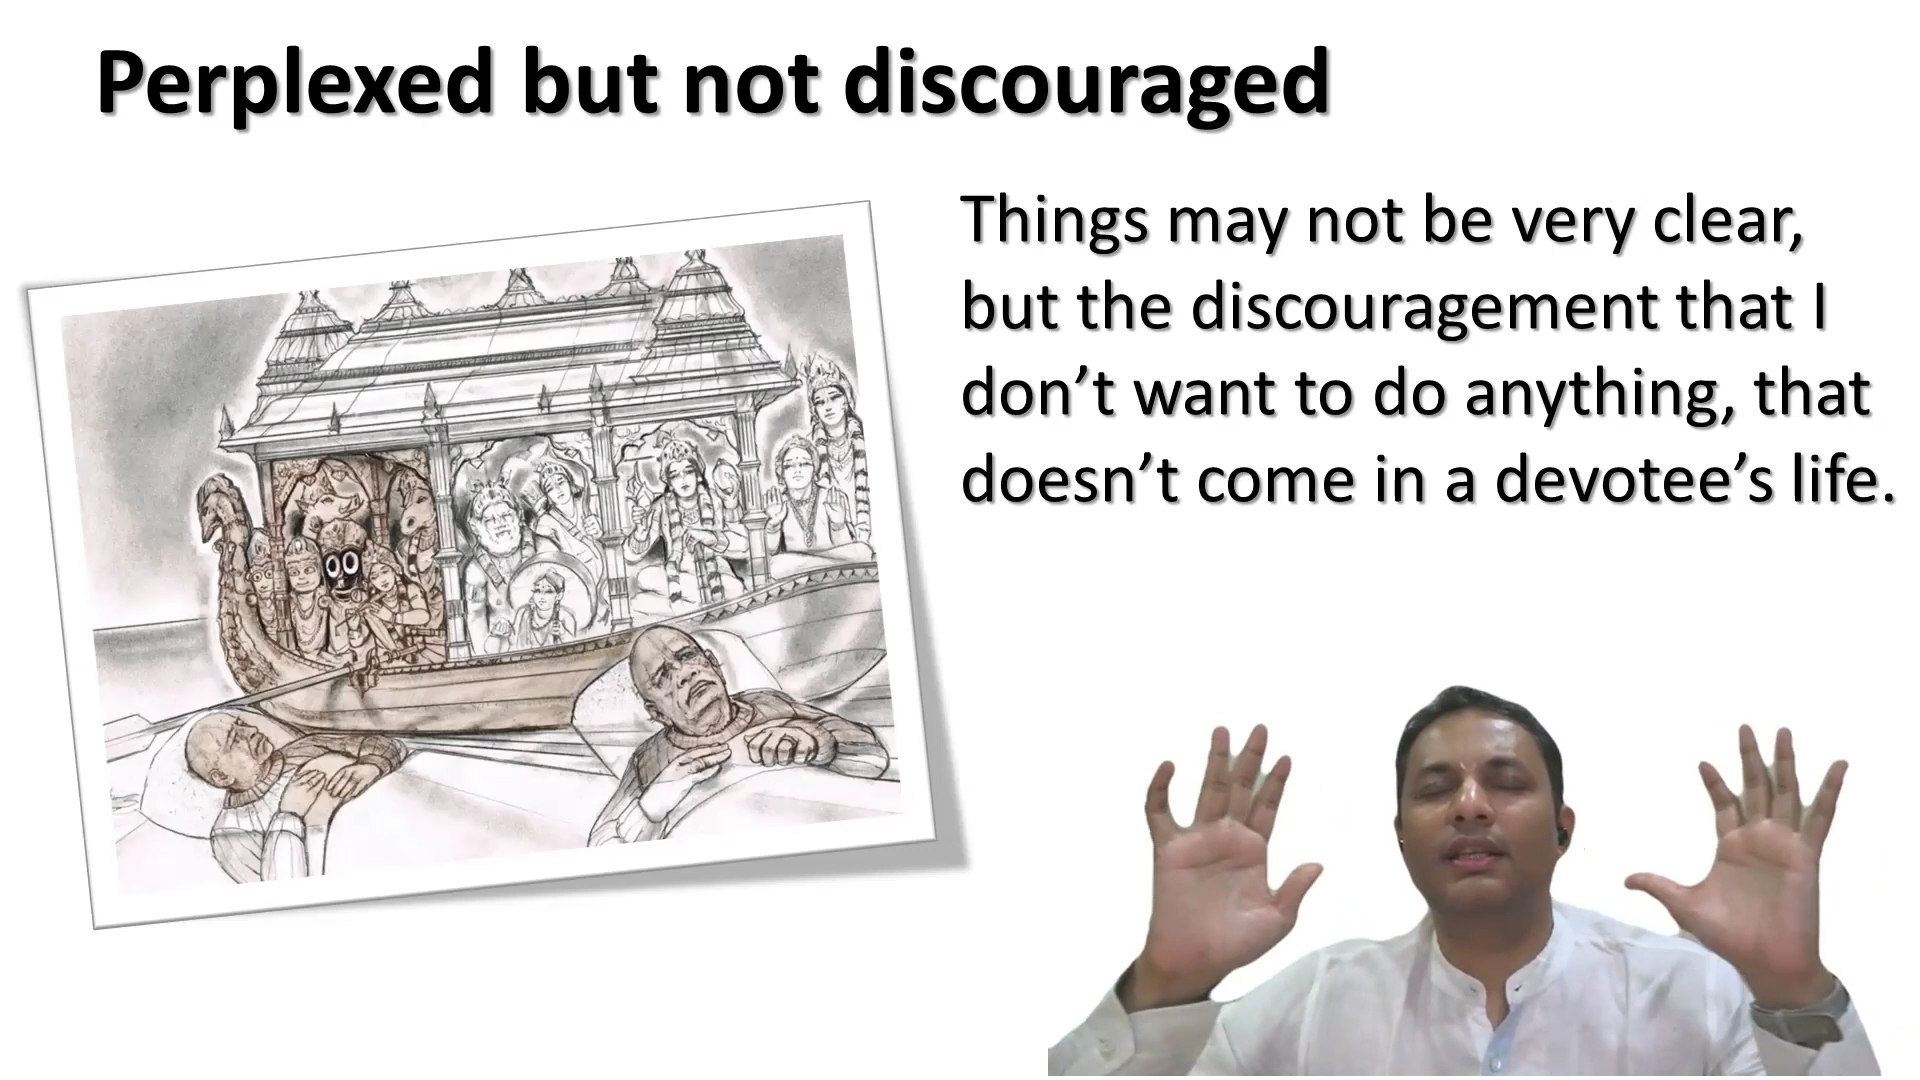 Perplexed but not discouraged
Things may not be very clear,
but the discouragement that I
don’t want to do anything, that
doesn’t come in a devotee’s life.